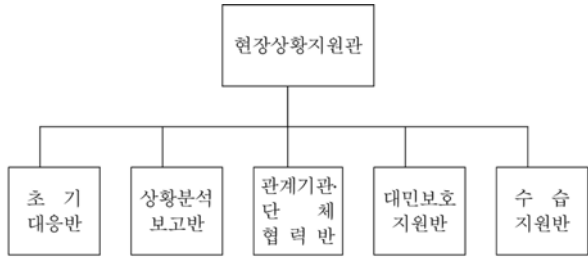 현장상황지원관
초 기
대응반
상황분석
보고반
관계기관·
단 체
협 력 반
대민보호
지원반
수 습
지원반